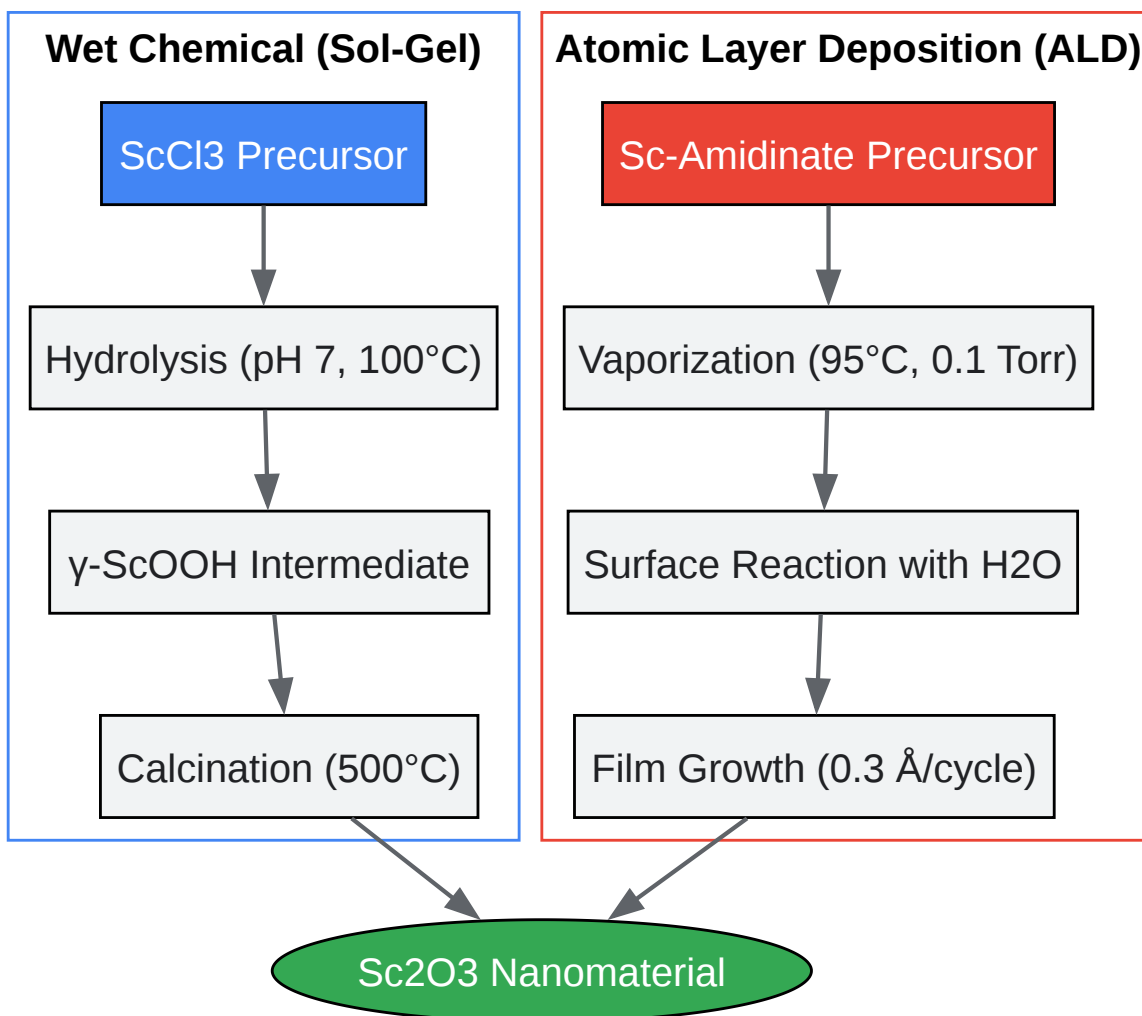 Wet Chemical (Sol-Gel)
ScCl3 Precursor
Hydrolysis (pH 7, 100°C)
γ-ScOOH Intermediate
Calcination (500°C)
Atomic Layer Deposition (ALD)
Sc-Amidinate Precursor
Vaporization (95°C, 0.1 Torr)
Surface Reaction with H2O
Film Growth (0.3 Å/cycle)
Sc2O3 Nanomaterial